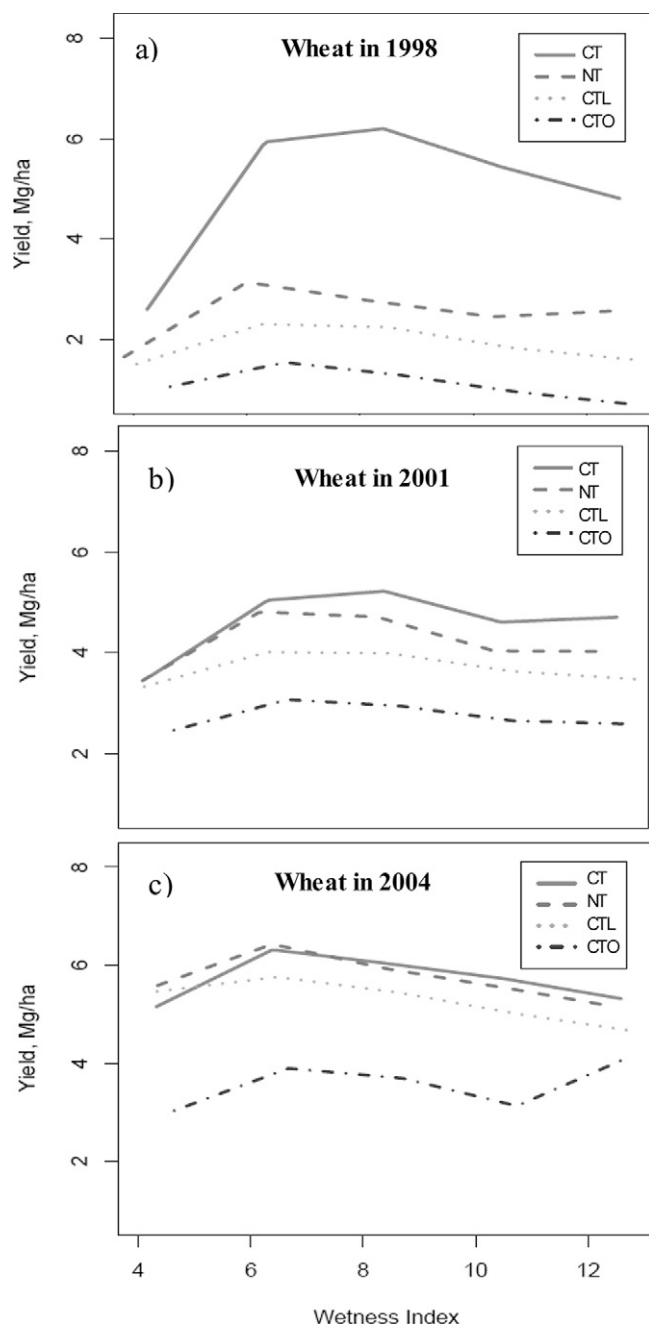 a)
Wheat in 1998
CT
NT
CTL
CTO
8
6
4
2
Yield, Mg/ha
b)
Wheat in 2001
CT
NT
CTL
CTO
8
6
4
2
Yield, Mg/ha
c)
Wheat in 2004
CT
NT
CTL
CTO
8
6
4
2
Yield, Mg/ha
4 6 8 10 12
Wetness Index